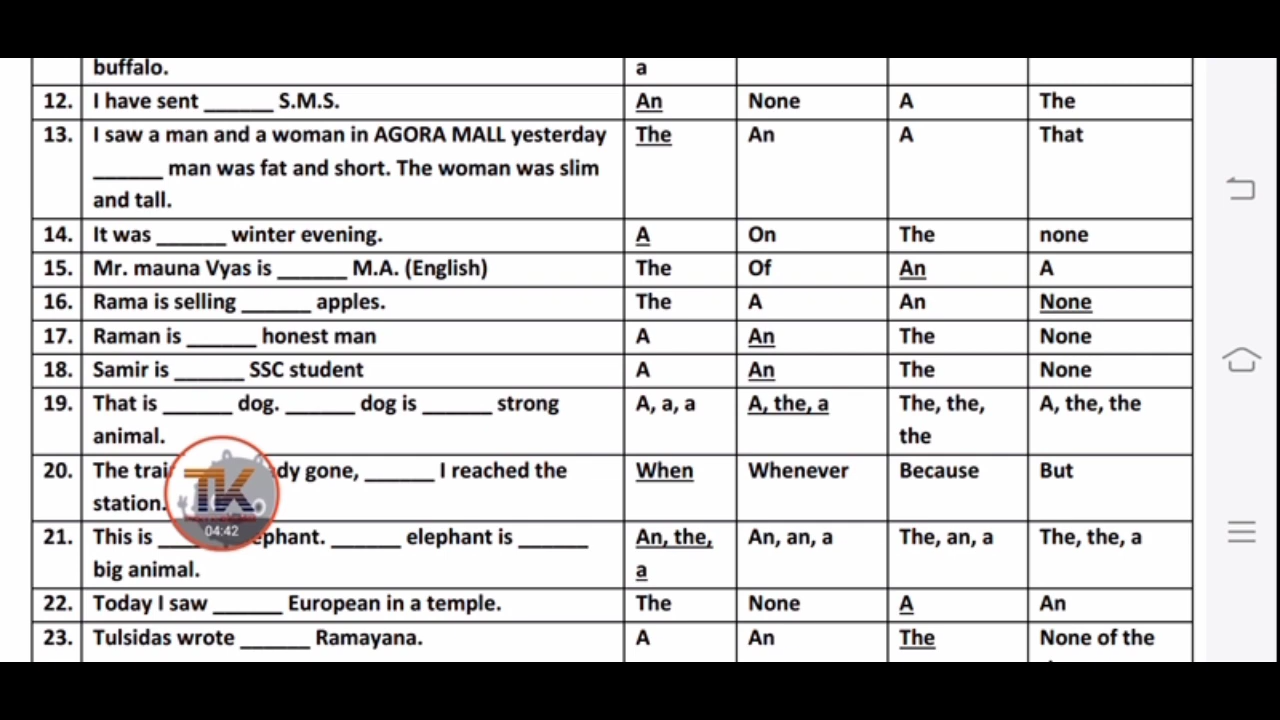 buffalo. a
12. I have sent ______ S.M.S. An None A The
13. I saw a man and a woman in AGORA MALL yesterday The An A That
______ man was fat and short. The woman was slim
and tall.
14. It was ______ winter evening. A On The none
15. Mr. mauna Vyas is ______ M.A. (English) The Of An A
16. Rama is selling ______ apples. The A An None
17. Raman is ______ honest man A An The None
18. Samir is ______ SSC student A An The None
19. That is ______ dog. ______ dog is ______ strong A, a, a A, the, a The, the, A, the, the
animal. the
20. The gone, ______ I reached the When Whenever Because But
station.
TK
04:42
21. This is ______ elephant. ______ elephant is ______ An, the, An, an, a The, an, a The, the, a
big animal. a
22. Today I saw ______ European in a temple. The None A An
23. Tulsidas wrote ______ Ramayana. A An The None of the